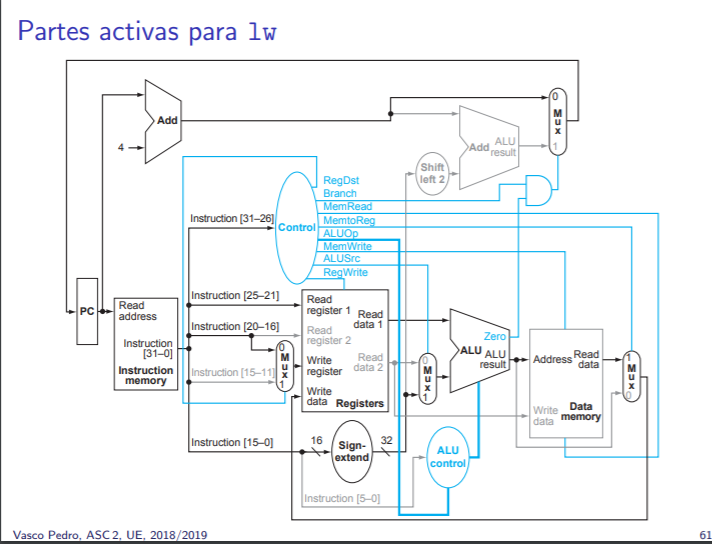 Partes activas para lw
0
M
u
x
1
Add
4
Add
ALU
result
Shift
left 2
RegDst
Branch
MemRead
MemtoReg
ALUOp
MemWrite
ALUSrc
RegWrite
Control
Instruction [31–26]
PC
Read
address
Instruction
[31–0]
Instruction
memory
Instruction [25–21]
Instruction [20–16]
Instruction [15–11]
Instruction [15–0]
0
M
u
x
1
Read
register 1
Read
register 2
Write
register
Write
data
Read
data 1
Read
data 2
Registers
0
M
u
x
1
Zero
ALU
ALU
result
Address
Read
data
Write
data
Data
memory
1
M
u
x
0
16
Sign-
extend
32
ALU
control
Instruction [5–0]
Vasco Pedro, ASC 2, UE, 2018/2019
61